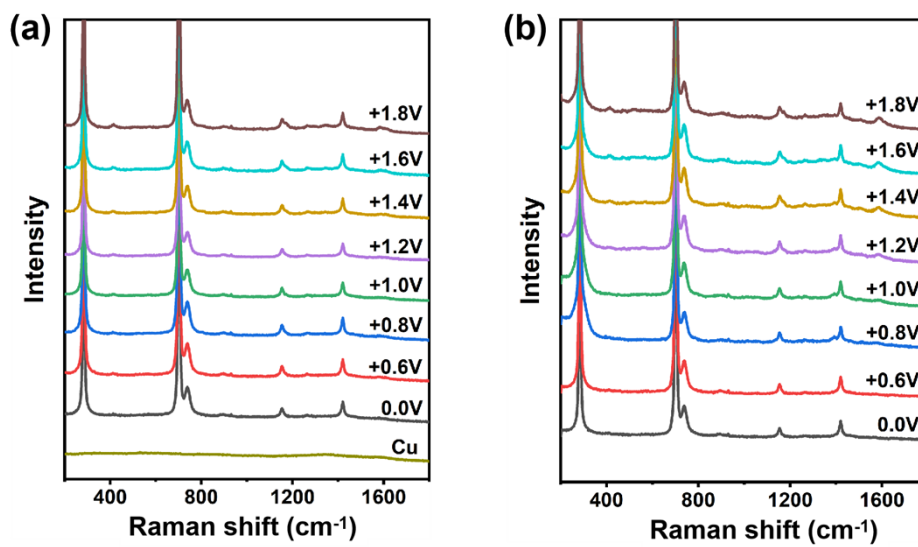 (a)
+1.8V
+1.6V
+1.4V
+1.2V
+1.0V
+0.8V
+0.6V
0.0V
Cu
Intensity
400 800 1200 1600
Raman shift (cm⁻¹)
(b)
+1.8V
+1.6V
+1.4V
+1.2V
+1.0V
+0.8V
+0.6V
0.0V
Intensity
400 800 1200 1600
Raman shift (cm⁻¹)